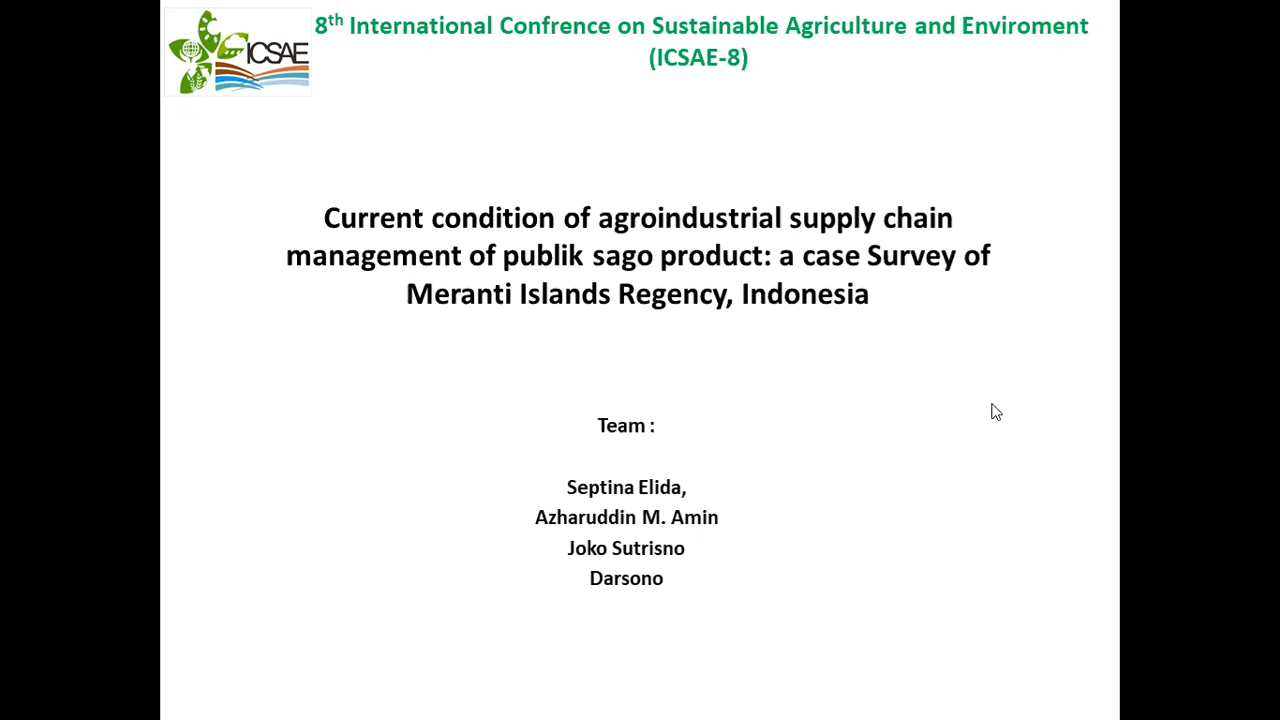 ICSAE
8th International Confrence on Sustainable Agriculture and Enviroment
(ICSAE-8)
Current condition of agroindustrial supply chain
management of publik sago product: a case Survey of
Meranti Islands Regency, Indonesia
Team :
Septina Elida,
Azharuddin M. Amin
Joko Sutrisno
Darsono